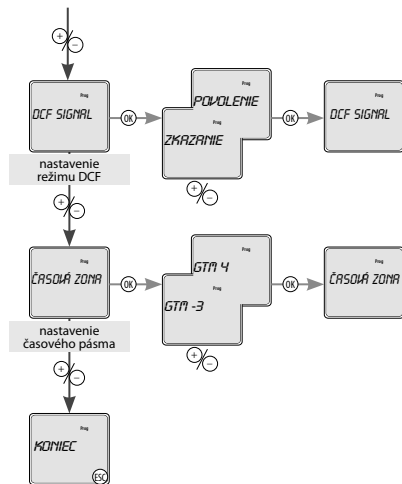 + −
Prog
DCF SIGNAL
OK
Prog
POVOLENIE
ZKAZANIE
+ −
OK
Prog
DCF SIGNAL
nastavenie
režimu DCF
+ −
Prog
ČASOVÁ ZONA
OK
Prog
GTM 4
GTM -3
+ −
OK
Prog
ČASOVÁ ZONA
nastavenie
časového pásma
+ −
Prog
KONIEC
ESC